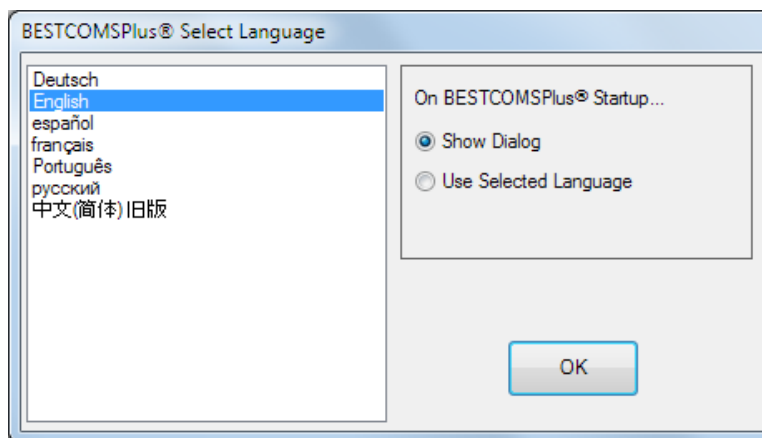 BESTCOMSPlus® Select Language
Deutsch
English
español
français
Português
русский
中文(简体) 旧版
On BESTCOMSPlus® Startup...
Show Dialog
Use Selected Language
OK